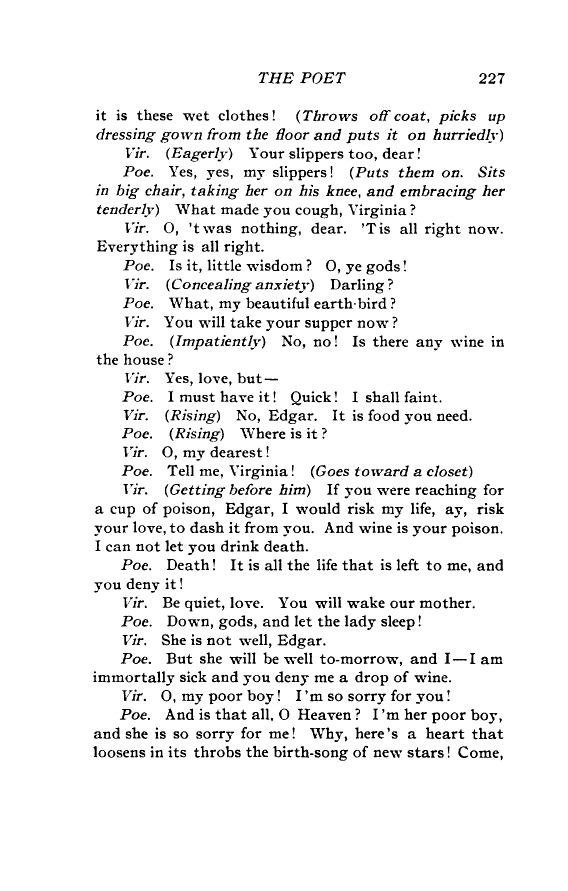 THE POET 227
it is these wet clothes! (Throws off coat, picks up
dressing gown from the floor and puts it on hurriedly)
Vir. (Eagerly) Your slippers too, dear!
Poe. Yes, yes, my slippers! (Puts them on. Sits
in big chair, taking her on his knee, and embracing her
tenderly) What made you cough, Virginia?
Vir. O, 'twas nothing, dear. 'Tis all right now.
Everything is all right.
Poe. Is it, little wisdom? O, ye gods!
Vir. (Concealing anxiety) Darling?
Poe. What, my beautiful earth-bird?
Vir. You will take your supper now?
Poe. (Impatiently) No, no! Is there any wine in
the house?
Vir. Yes, love, but—
Poe. I must have it! Quick! I shall faint.
Vir. (Rising) No, Edgar. It is food you need.
Poe. (Rising) Where is it?
Vir. O, my dearest!
Poe. Tell me, Virginia! (Goes toward a closet)
Vir. (Getting before him) If you were reaching for
a cup of poison, Edgar, I would risk my life, ay, risk
your love, to dash it from you. And wine is your poison.
I can not let you drink death.
Poe. Death! It is all the life that is left to me, and
you deny it!
Vir. Be quiet, love. You will wake our mother.
Poe. Down, gods, and let the lady sleep!
Vir. She is not well, Edgar.
Poe. But she will be well to-morrow, and I—I am
immortally sick and you deny me a drop of wine.
Vir. O, my poor boy! I'm so sorry for you!
Poe. And is that all, O Heaven? I'm her poor boy,
and she is so sorry for me! Why, here's a heart that
loosens in its throbs the birth-song of new stars! Come,